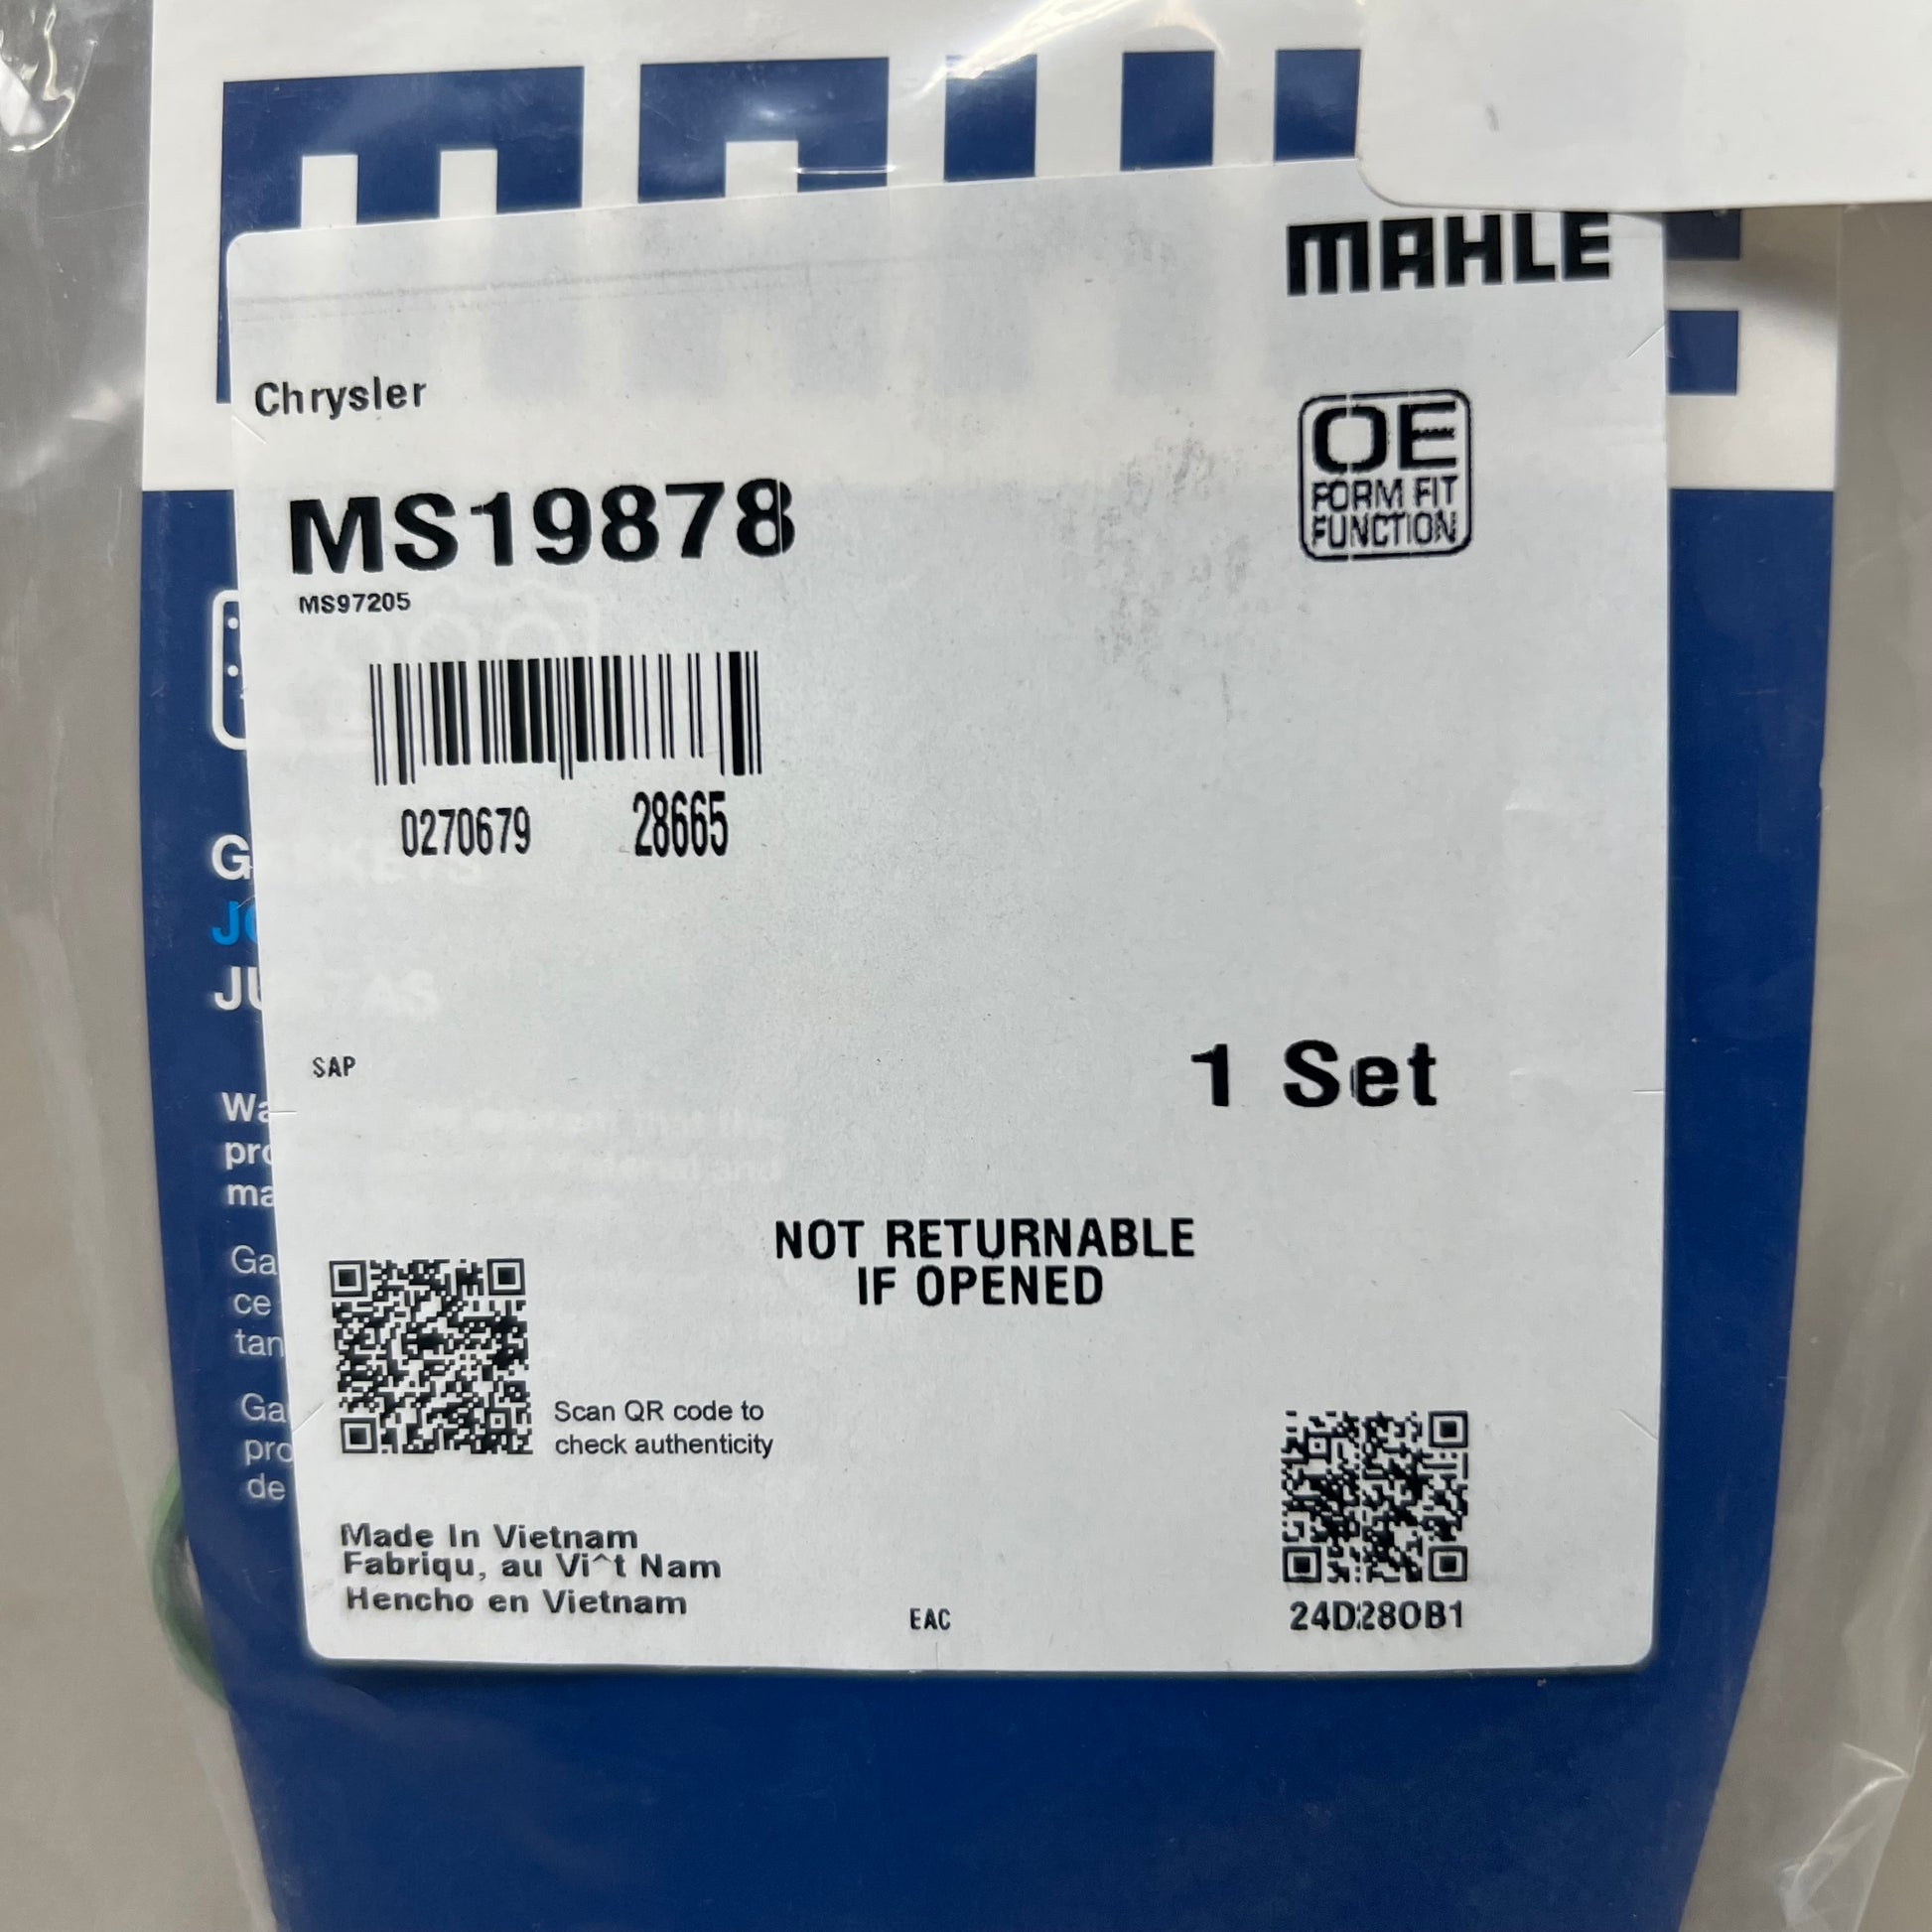 MAHLE
Chrysler
OE
FORM FIT
FUNCTION
MS19878
MS97205
0270679 28665
SAP
1 Set
NOT RETURNABLE
IF OPENED
Scan QR code to
check authenticity
Made In Vietnam
Fabriqu, au Vi^t Nam
Hencho en Vietnam
EAC
24D280B1